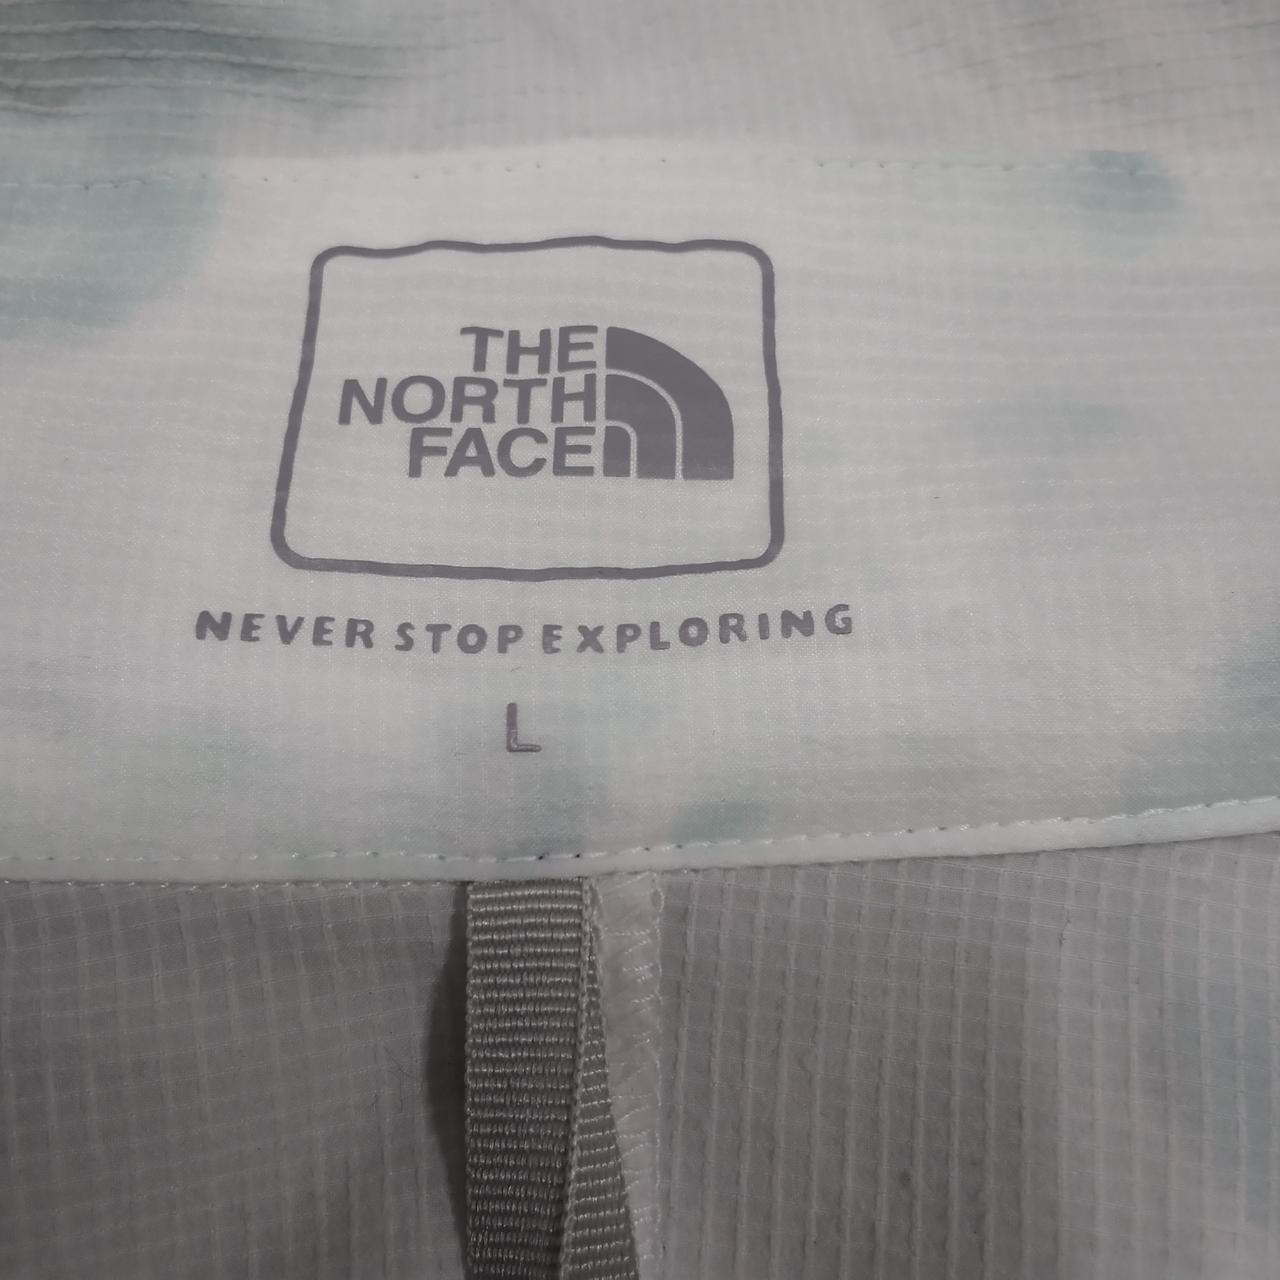 THE
NORTH
FACE
NEVER STOP EXPLORING
L